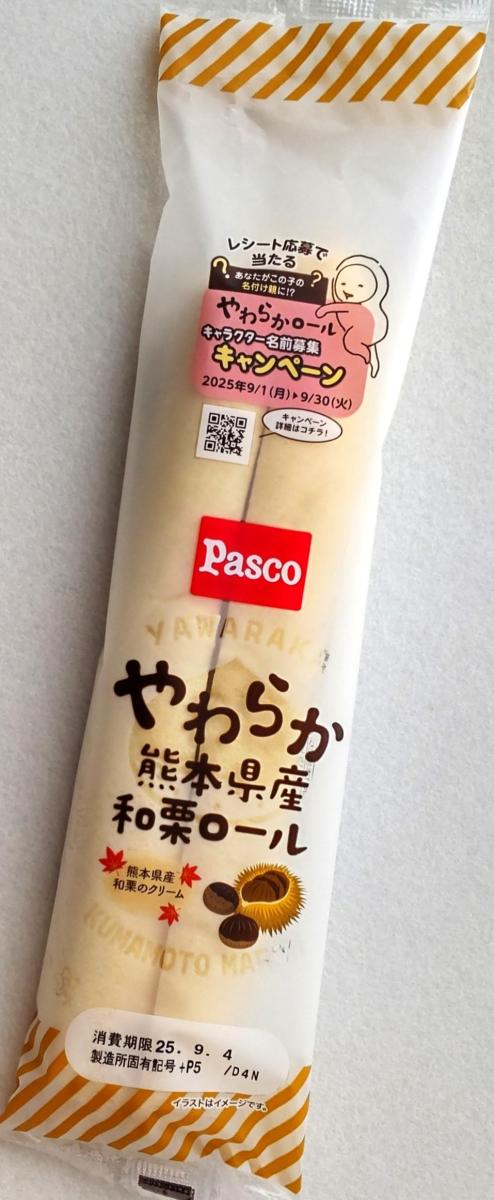 レシート応募で
当たる
?
あなたがこの子の
名付け親に!?
?
やわらかロール
キャラクター名前募集
キャンペーン
2025年9/1(月)▶9/30(火)
キャンペーン
詳細はコチラ!
Pasco
YAWARAK
やわらか
熊本県産
和栗ロール
熊本県産
和栗のクリーム
KUMAMOTO MAR
消費期限 25. 9. 4
製造所固有記号 +P5 /D4N
イラストはイメージです。